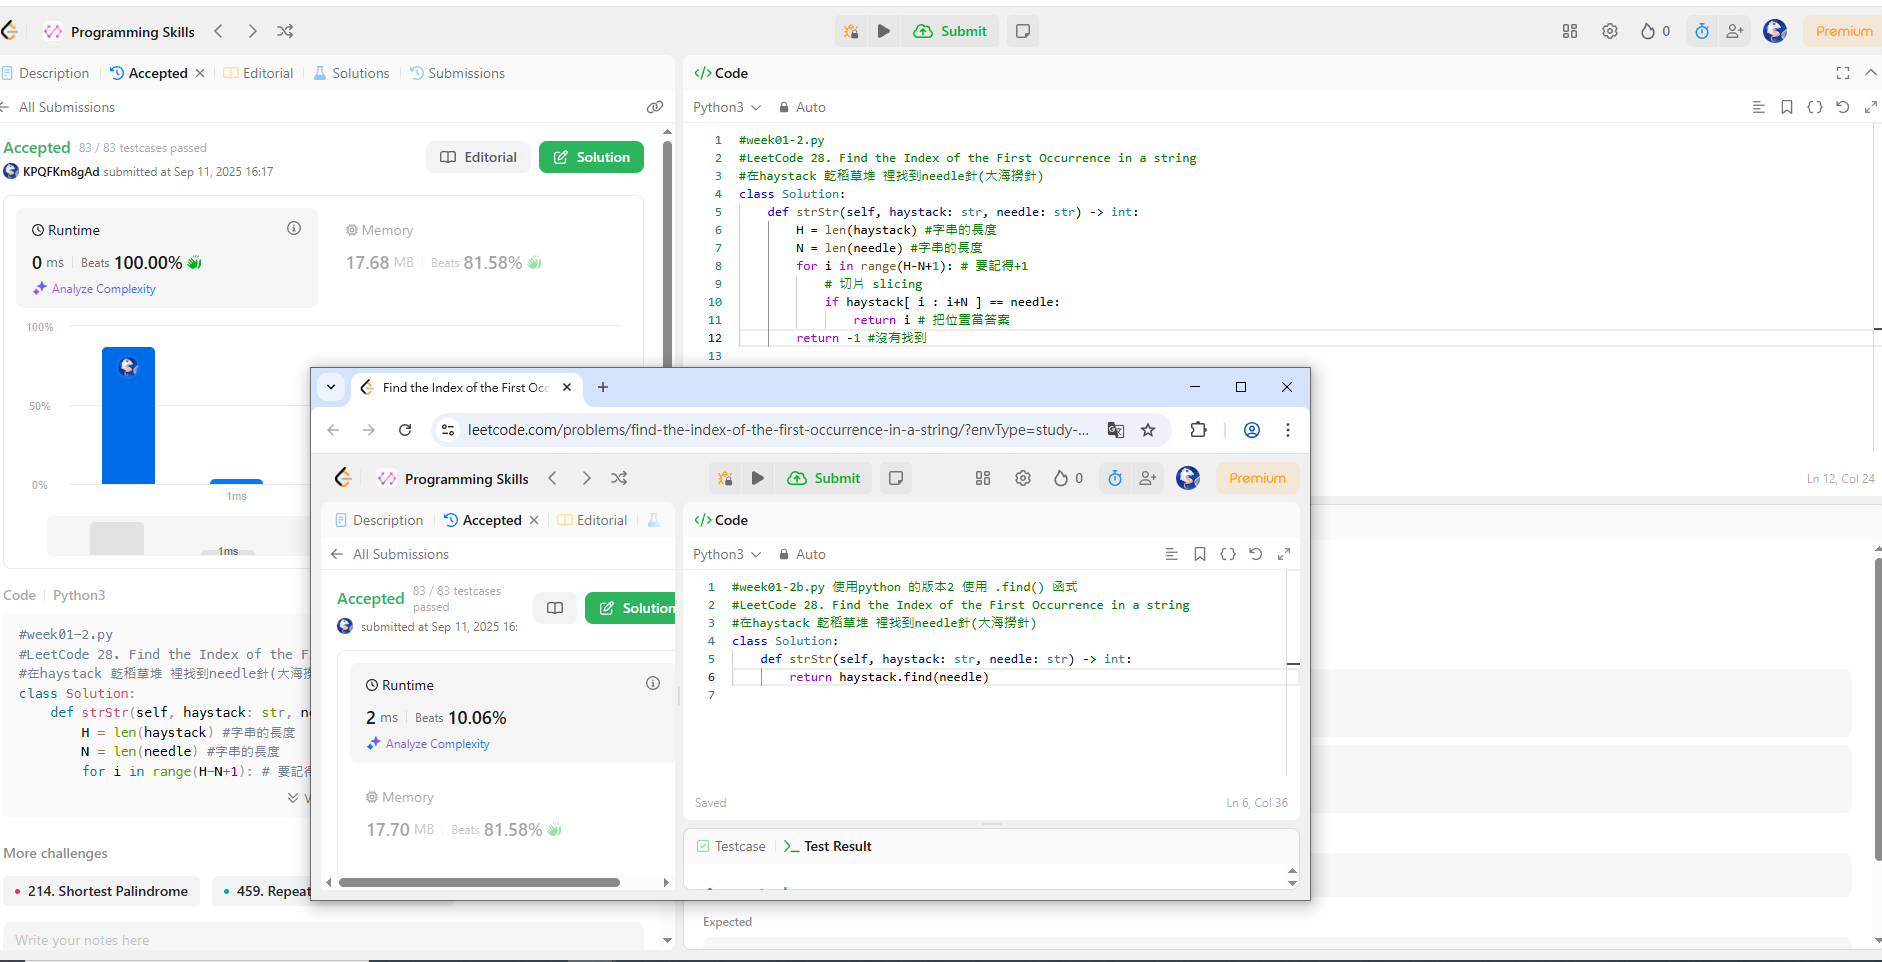 Programming Skills
Submit
0
Premium
Description
Accepted
Editorial
Solutions
Submissions
All Submissions
Accepted 83 / 83 testcases passed
KPQFKm8gAd submitted at Sep 11, 2025 16:17
Editorial
Solution
Runtime
0 ms Beats 100.00%
Analyze Complexity
Memory
17.68 MB Beats 81.58%
100%
50%
0%
1ms
1ms
Code Python3
#week01-2.py
#LeetCode 28. Find the Index of the F
#在haystack 乾稻草堆 裡找到needle針(大海撈
class Solution:
def strStr(self, haystack: str, n
H = len(haystack) #字串的長度
N = len(needle) #字串的長度
for i in range(H-N+1): # 要記得
V
More challenges
214. Shortest Palindrome
459. Repeat
Write your notes here
Code
Python3 Auto
1 #week01-2.py
2 #LeetCode 28. Find the Index of the First Occurrence in a string
3 #在haystack 乾稻草堆 裡找到needle針(大海撈針)
4 class Solution:
5 def strStr(self, haystack: str, needle: str) -> int:
6 H = len(haystack) #字串的長度
7 N = len(needle) #字串的長度
8 for i in range(H-N+1): # 要記得+1
9 # 切片 slicing
10 if haystack[ i : i+N ] == needle:
11 return i # 把位置當答案
12 return -1 #沒有找到
13
Ln 12, Col 24
Find the Index of the First Occ
leetcode.com/problems/find-the-index-of-the-first-occurrence-in-a-string/?envType=study-...
Programming Skills
Submit
0
Premium
Description
Accepted
Editorial
All Submissions
Accepted 83 / 83 testcases
passed
submitted at Sep 11, 2025 16:
Solution
Runtime
2 ms Beats 10.06%
Analyze Complexity
Memory
17.70 MB Beats 81.58%
Code
Python3 Auto
1 #week01-2b.py 使用python 的版本2 使用 .find() 函式
2 #LeetCode 28. Find the Index of the First Occurrence in a string
3 #在haystack 乾稻草堆 裡找到needle針(大海撈針)
4 class Solution:
5 def strStr(self, haystack: str, needle: str) -> int:
6 return haystack.find(needle)
7
Saved
Ln 6, Col 36
Testcase
Test Result
Expected